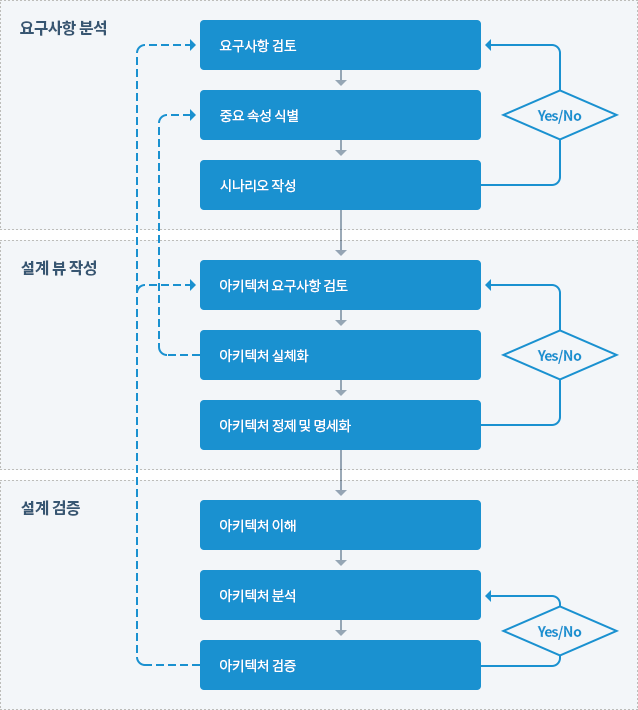 요구사항 분석
요구사항 검토
중요 속성 식별
Yes/No
시나리오 작성
설계 뷰 작성
아키텍처 요구사항 검토
아키텍처 실체화
Yes/No
아키텍처 정제 및 명세화
설계 검증
아키텍처 이해
아키텍처 분석
Yes/No
아키텍처 검증